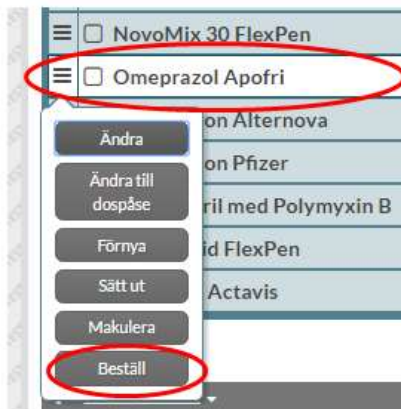 NovoMix 30 FlexPen
Omeprazol Apofri
on Alternova
Ändra
on Pfizer
Ändra till
dospåse
ril med Polymyxin B
Förnya
id FlexPen
Sätt ut
Actavis
Makulera
Beställ